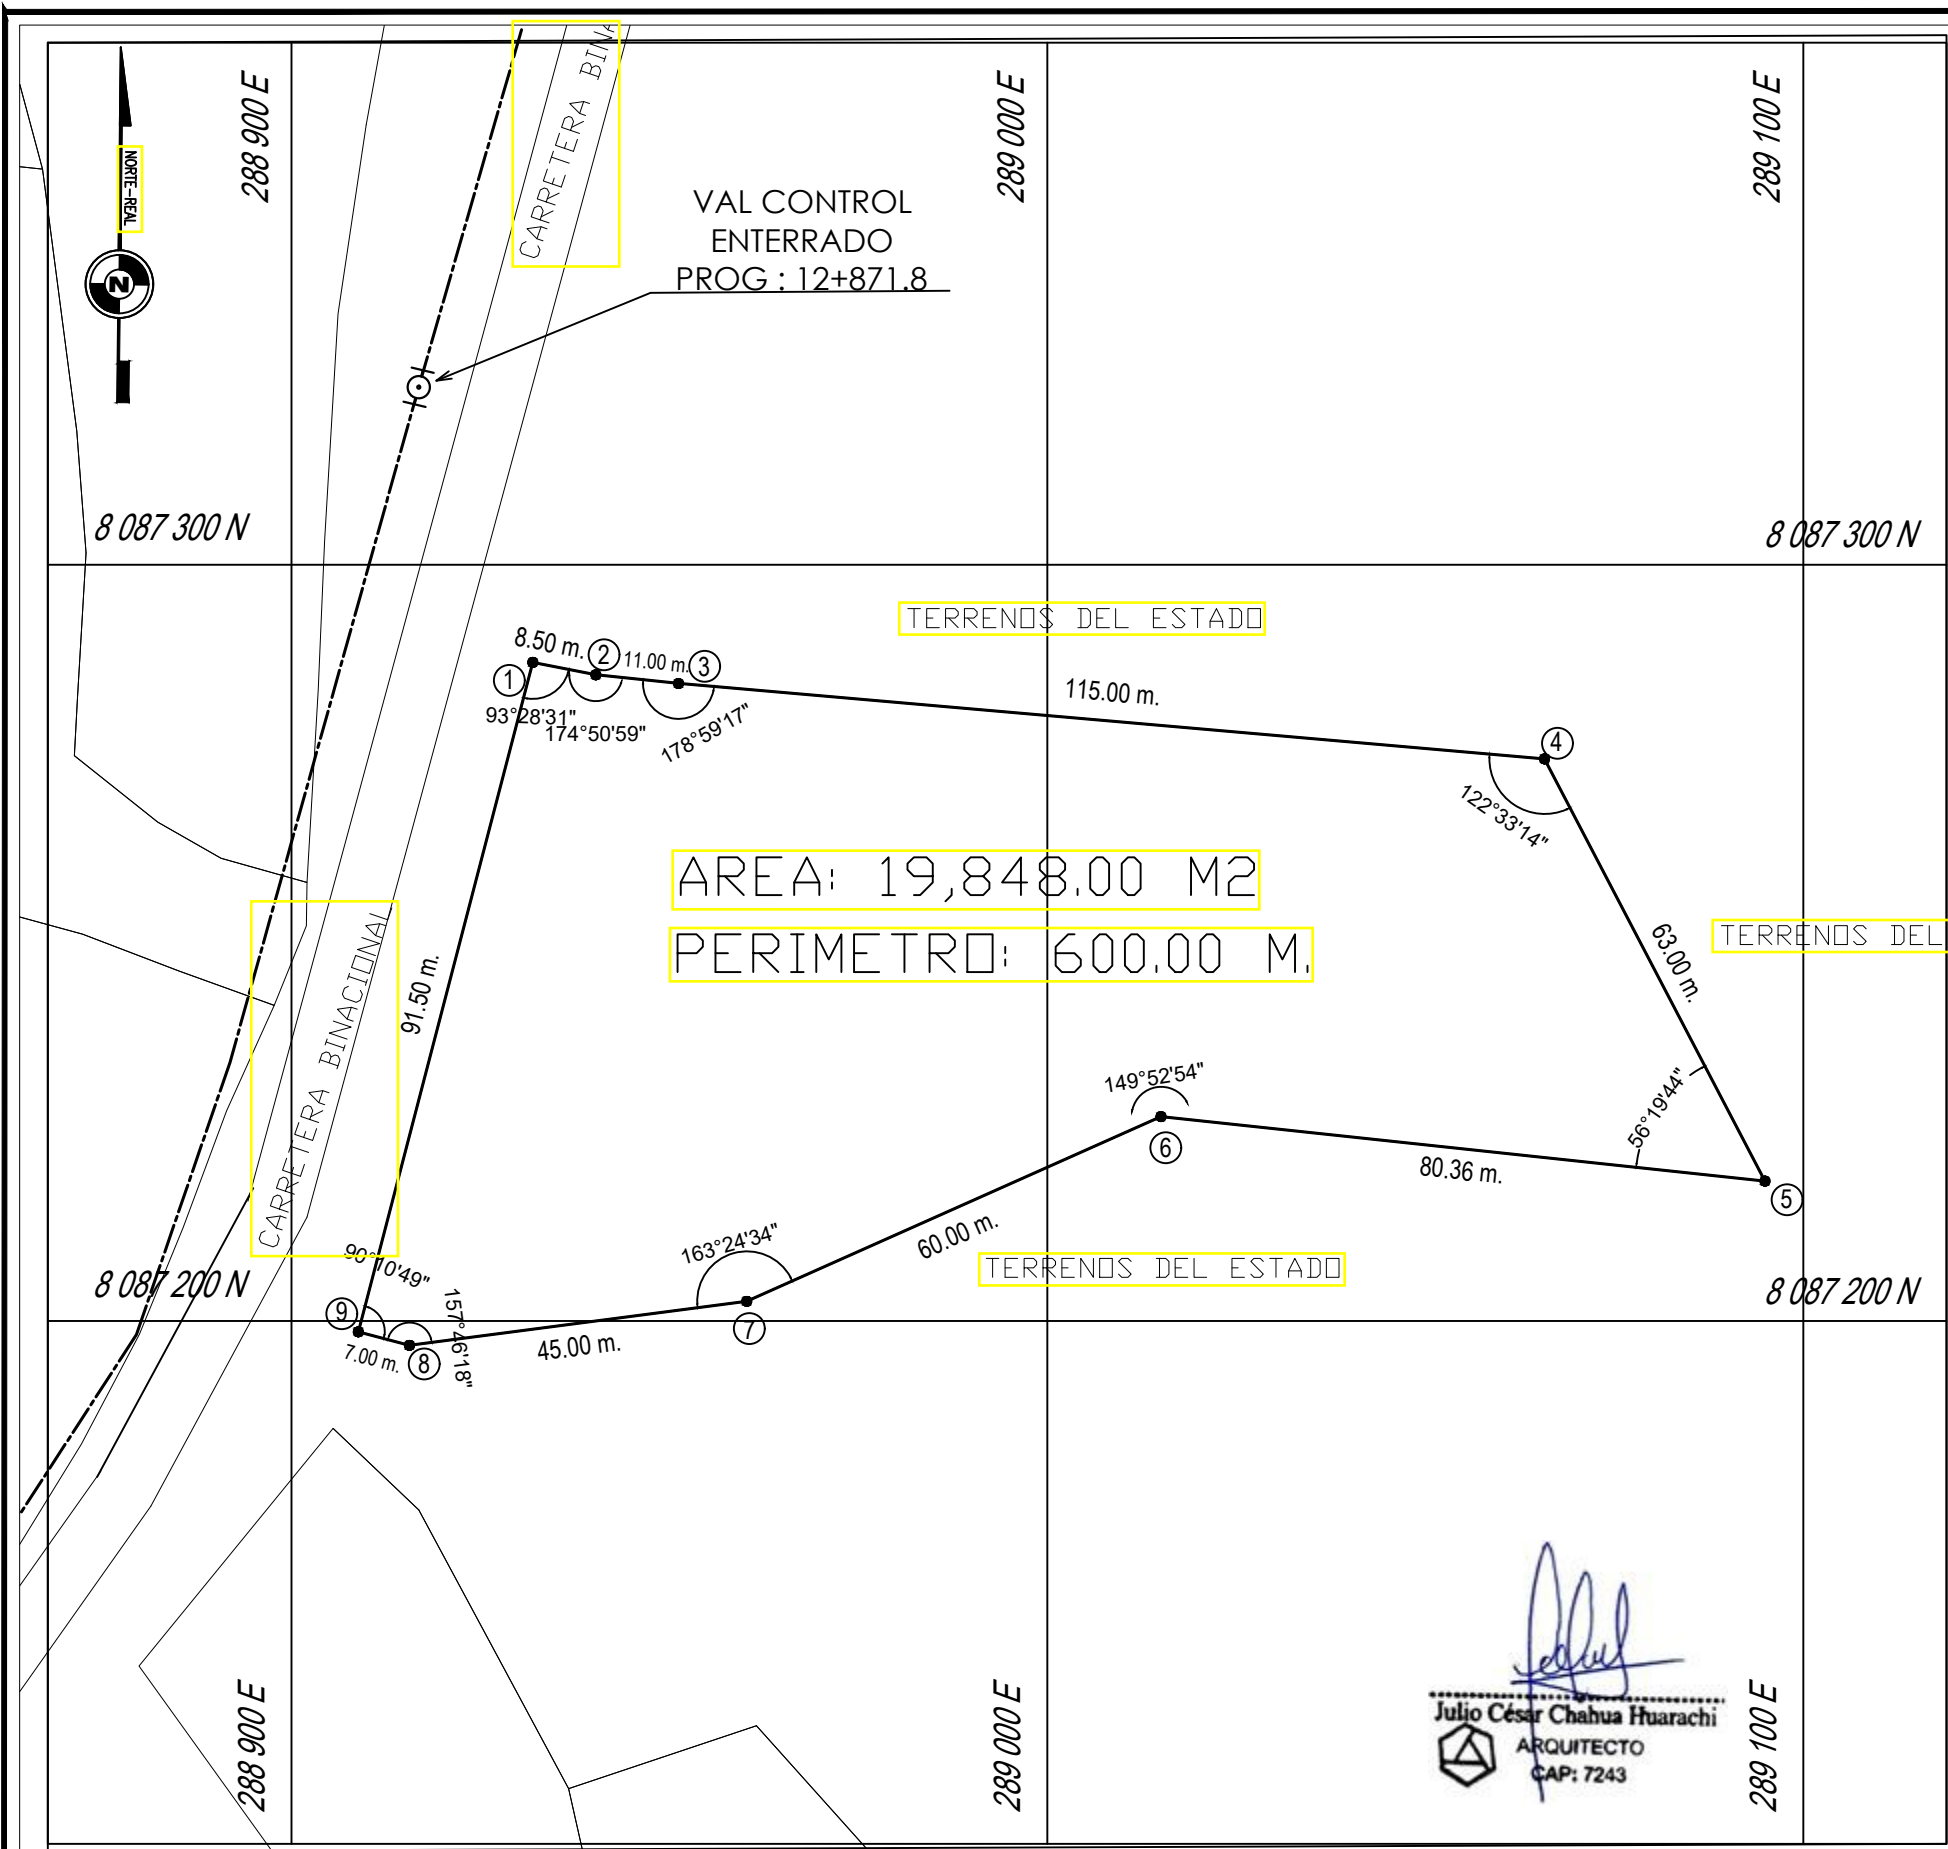 288 900 E
289 000 E
289 100 E
NORTE-REAL
N
CARRETERA
VAL CONTROL
ENTERRADO
PROG : 12+871.8
8 087 300 N
8 087 300 N
TERRENOS DEL ESTADO
8.50 m.
2
11.00 m.
3
1
93°28'31"
174°50'59"
178°59'17"
115.00 m.
4
122°33'14"
AREA: 19,848.00 M2
PERIMETRO: 600.00 M.
63.00 m.
TERRENOS DEL
91.50 m.
CARRETERA BINACIONAL
149°52'54"
6
56°19'44"
80.36 m.
5
60.00 m.
163°24'34"
TERRENOS DEL ESTADO
90°10'49"
8 087 200 N
8 087 200 N
9
157°46'18"
7
7.00 m.
8
45.00 m.
288 900 E
289 000 E
289 100 E
Julio César Chahua Huarachi
ARQUITECTO
CAP: 7243